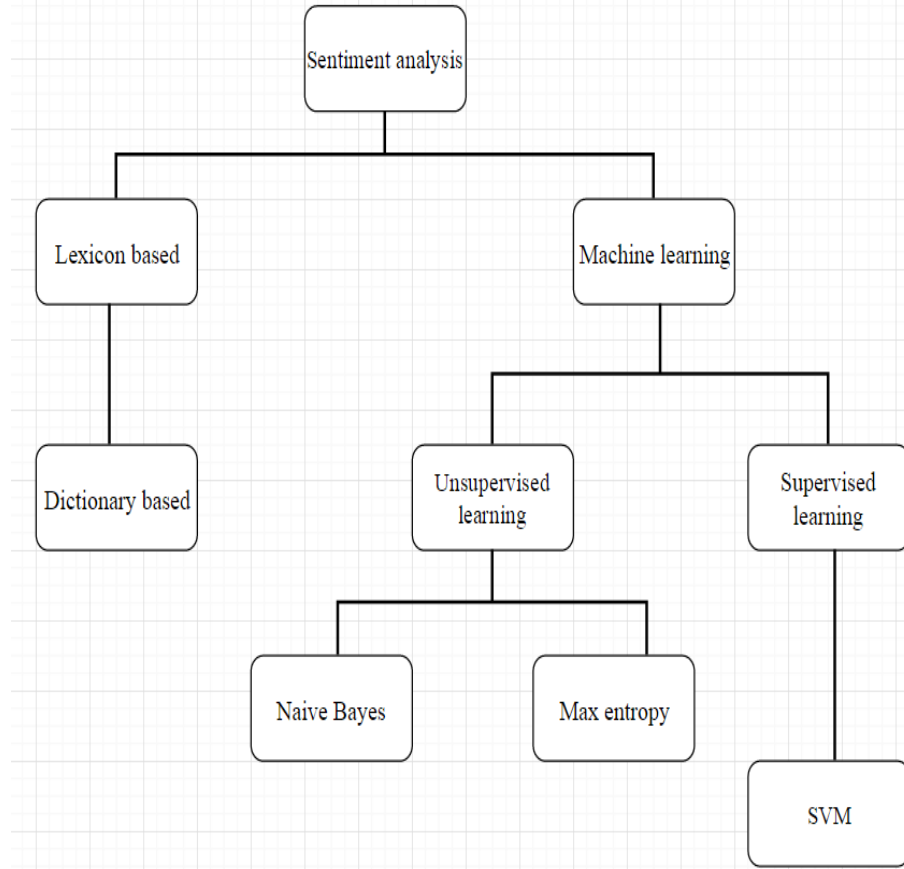 Sentiment analysis
Lexicon based
Machine learning
Dictionary based
Unsupervised
learning
Supervised
learning
Naive Bayes
Max entropy
SVM